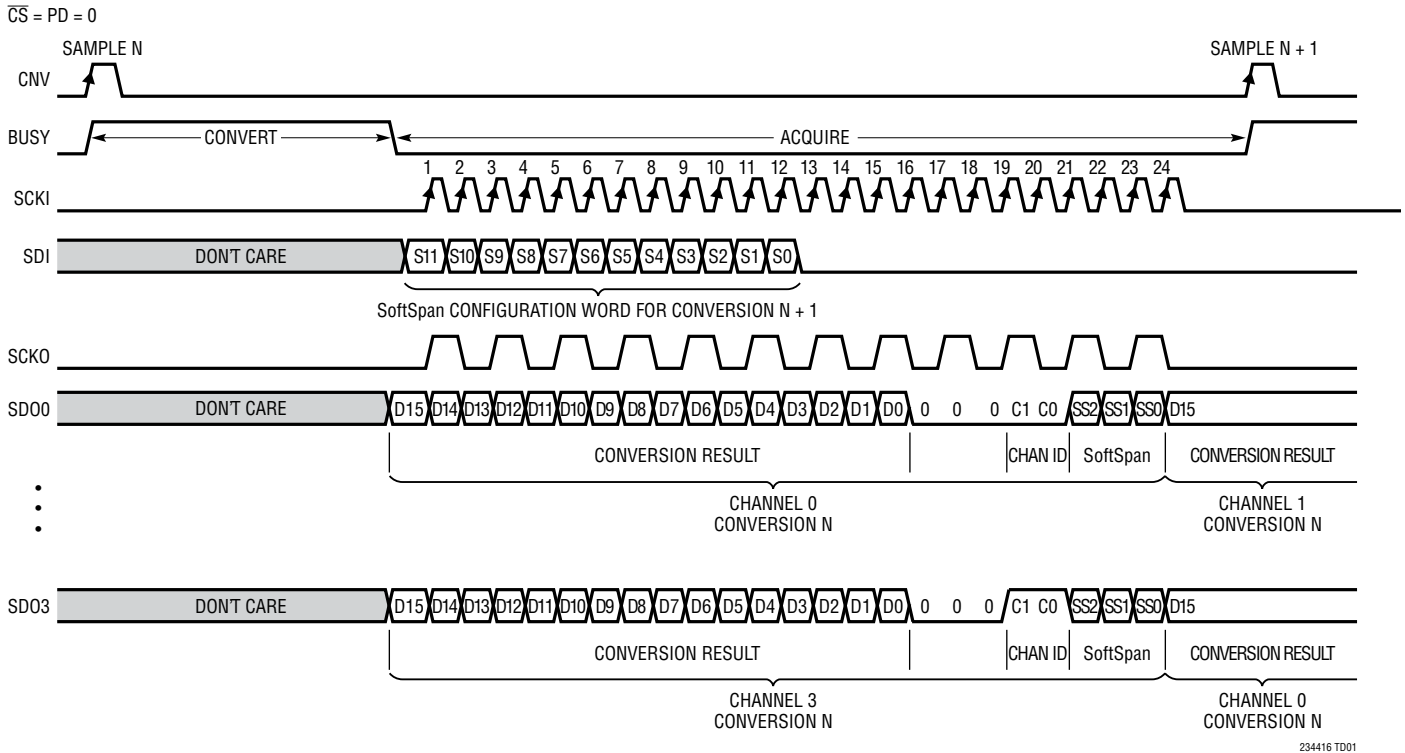 CS = PD = 0
SAMPLE N SAMPLE N + 1
CNV
BUSY CONVERT ACQUIRE
1 2 3 4 5 6 7 8 9 10 11 12 13 14 15 16 17 18 19 20 21 22 23 24
SCKI
SDI DON'T CARE S11 S10 S9 S8 S7 S6 S5 S4 S3 S2 S1 S0
SoftSpan CONFIGURATION WORD FOR CONVERSION N + 1
SCKO
SDO0 DON'T CARE D15 D14 D13 D12 D11 D10 D9 D8 D7 D6 D5 D4 D3 D2 D1 D0 0 0 0 C1 C0 SS2 SS1 SS0 D15
CONVERSION RESULT CHAN ID SoftSpan CONVERSION RESULT
CHANNEL 0 CHANNEL 1
CONVERSION N CONVERSION N
SDO3 DON'T CARE D15 D14 D13 D12 D11 D10 D9 D8 D7 D6 D5 D4 D3 D2 D1 D0 0 0 0 C1 C0 SS2 SS1 SS0 D15
CONVERSION RESULT CHAN ID SoftSpan CONVERSION RESULT
CHANNEL 3 CHANNEL 0
CONVERSION N CONVERSION N
234416 TD01